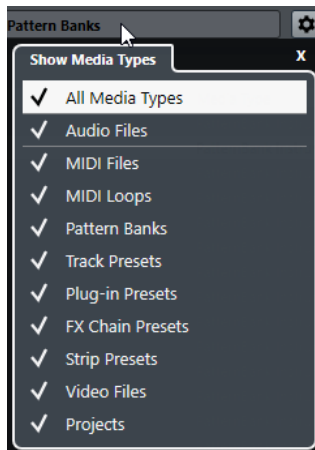 Pattern Banks
Show Media Types
X
All Media Types
Audio Files
MIDI Files
MIDI Loops
Pattern Banks
Track Presets
Plug-in Presets
FX Chain Presets
Strip Presets
Video Files
Projects